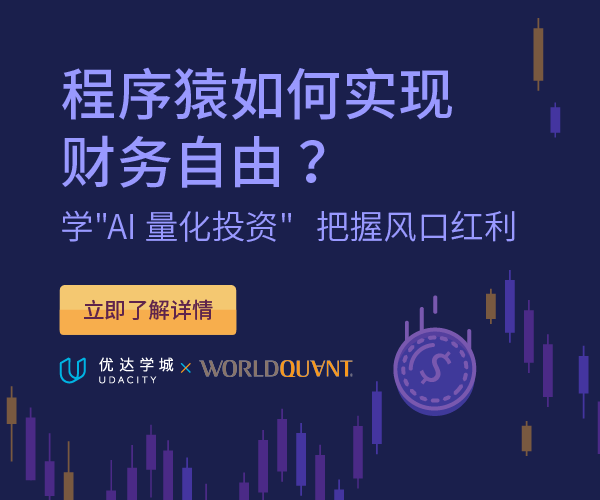 程序猿如何实现
财务自由？
学"AI 量化投资" 把握风口红利
立即了解详情
优达学城 × WORLDQUANT
UDACITY